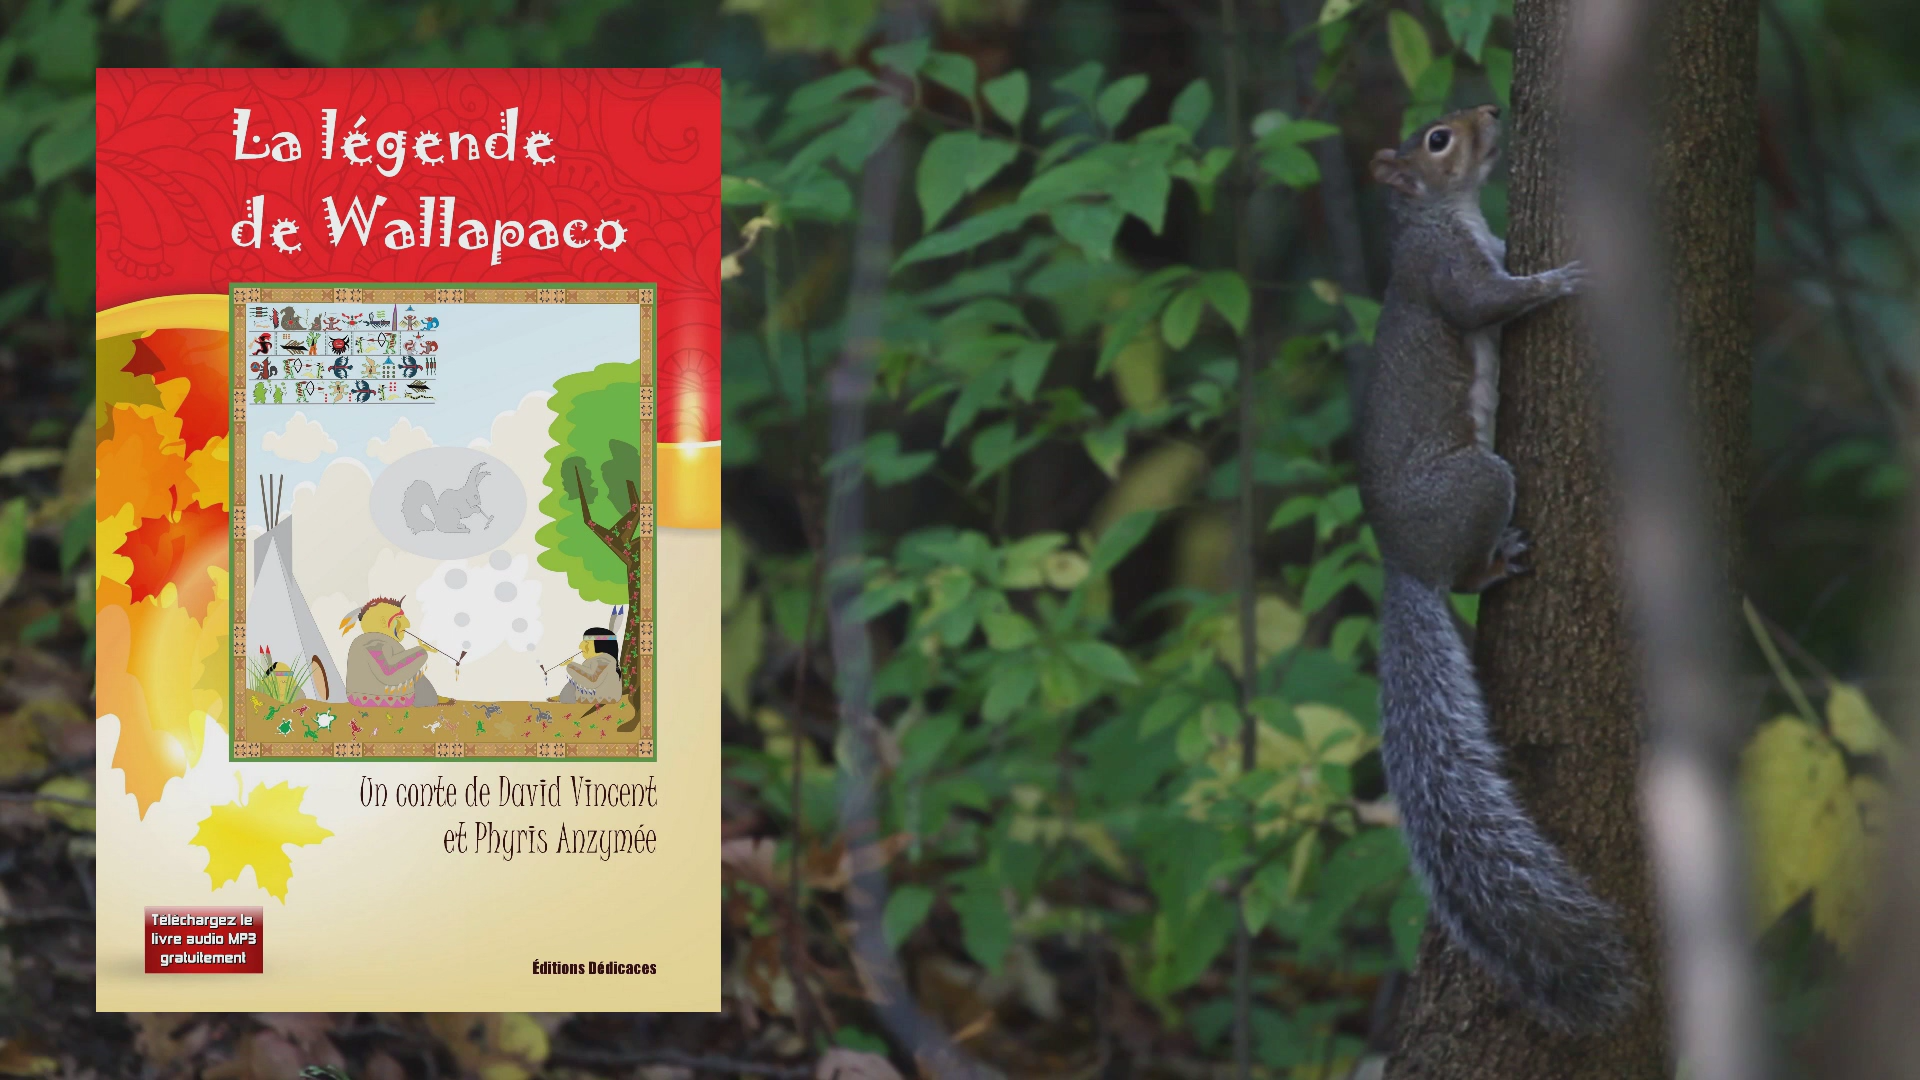 La légende
de Wallapaco
Un conte de David Vincent
et Phyris Anzymée
Téléchargez le
livre audio MP3
gratuitement
Éditions Dédicaces